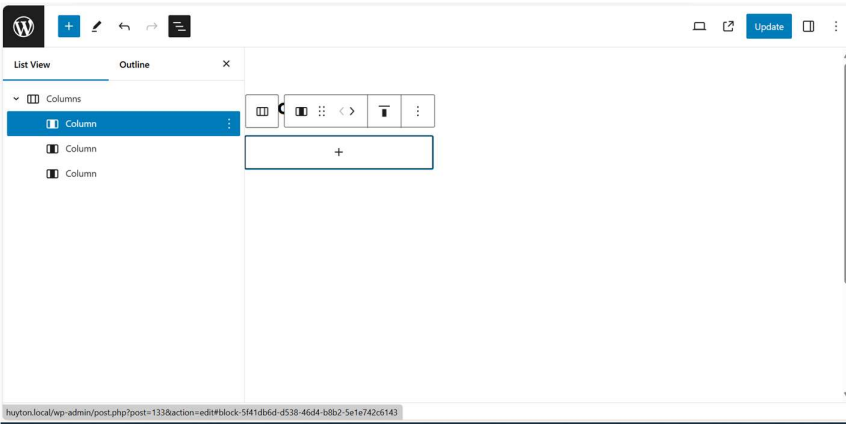 Update
List View Outline
Columns
Column
Column
Column
huyton.local/wp-admin/post.php?post=133&action=edit#block-5f41db6d-d538-46d4-b8b2-5e1e742c6143